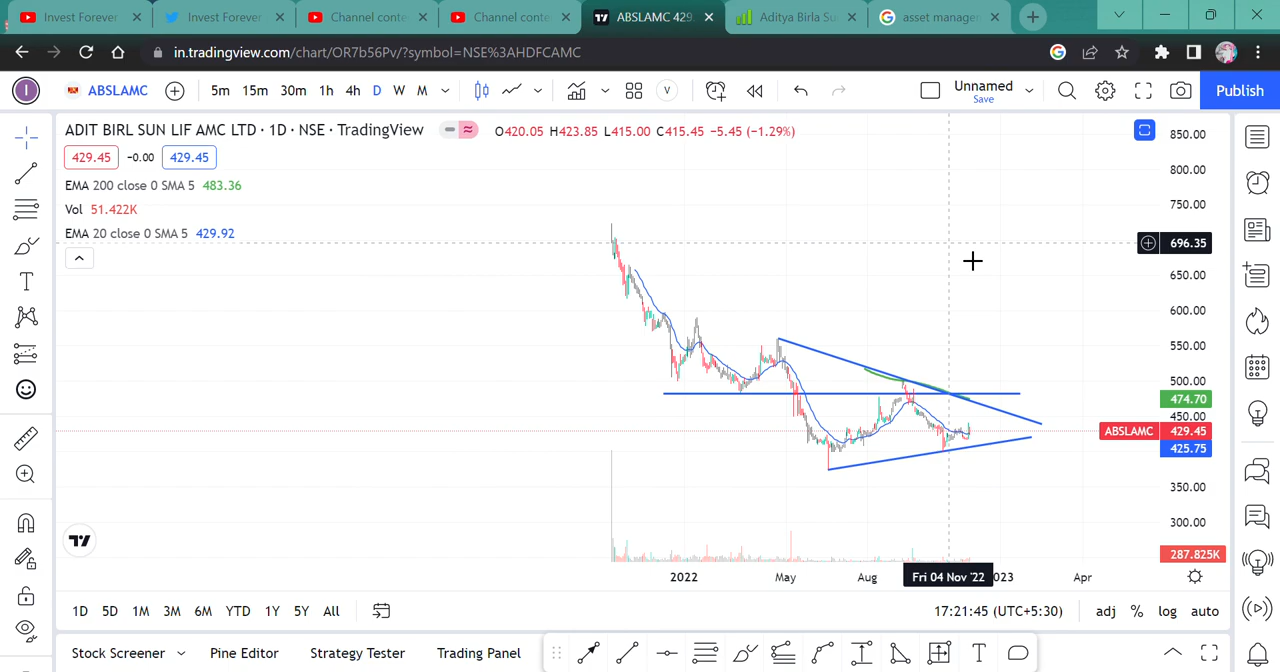 Invest Forever
Invest Forever
Channel conte
Channel conte
ABSLAMC 429
Aditya Birla Su
asset manager
in.tradingview.com/chart/OR7b56Pv/?symbol=NSE%3AHDFCAMC
I ABSLAMC 5m 15m 30m 1h 4h D W M V Unnamed Save Publish
ADIT BIRL SUN LIF AMC LTD · 1D · NSE · TradingView O420.05 H423.85 L415.00 C415.45 -5.45 (-1.29%)
429.45 -0.00 429.45
EMA 200 close 0 SMA 5 483.36
Vol 51.422K
EMA 20 close 0 SMA 5 429.92
850.00
800.00
750.00
696.35
650.00
600.00
550.00
500.00
474.70
450.00
ABSLAMC 429.45
425.75
350.00
300.00
287.825K
2022 May Aug Fri 04 Nov '22 023 Apr
1D 5D 1M 3M 6M YTD 1Y 5Y All 17:21:45 (UTC+5:30) adj % log auto
Stock Screener Pine Editor Strategy Tester Trading Panel